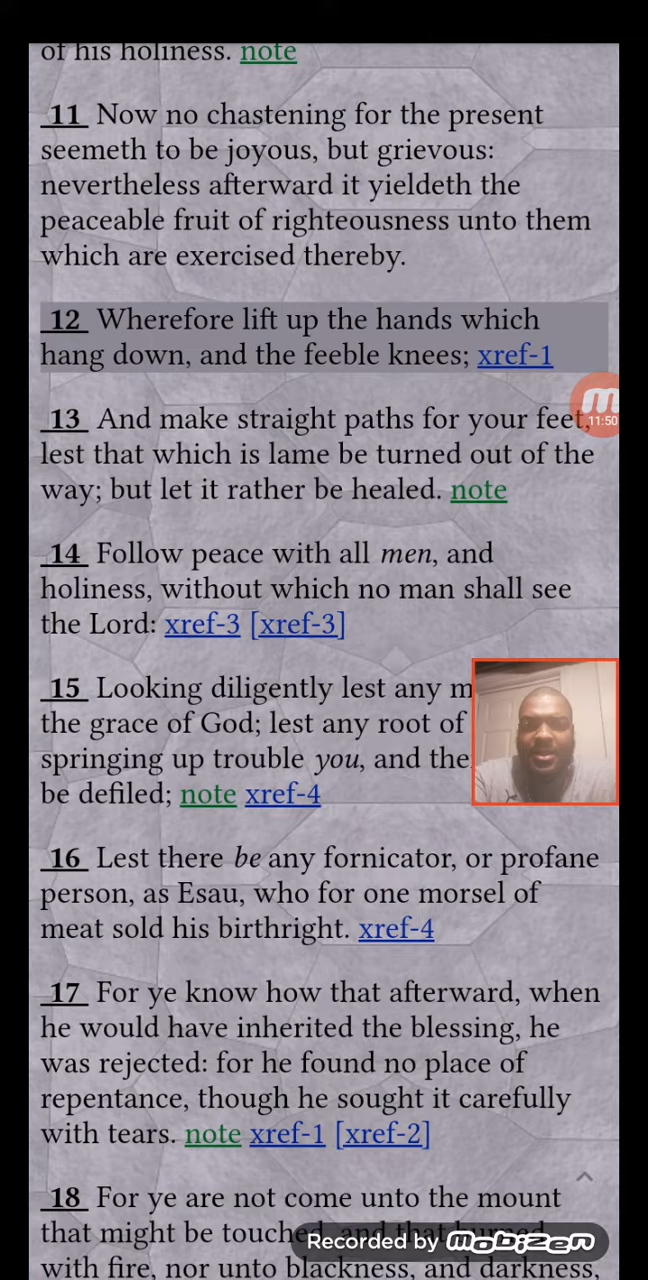 of his holiness. note
11 Now no chastening for the present
seemeth to be joyous, but grievous:
nevertheless afterward it yieldeth the
peaceable fruit of righteousness unto them
which are exercised thereby.
12 Wherefore lift up the hands which
hang down, and the feeble knees; xref-1
11:50
13 And make straight paths for your feet,
lest that which is lame be turned out of the
way; but let it rather be healed. note
14 Follow peace with all men, and
holiness, without which no man shall see
the Lord: xref-3 [xref-3]
15 Looking diligently lest any m
the grace of God; lest any root of
springing up trouble you, and the
be defiled; note xref-4
16 Lest there be any fornicator, or profane
person, as Esau, who for one morsel of
meat sold his birthright. xref-4
17 For ye know how that afterward, when
he would have inherited the blessing, he
was rejected: for he found no place of
repentance, though he sought it carefully
with tears. note xref-1 [xref-2]
18 For ye are not come unto the mount
that might be touched, and that burned
Recorded by mobizen
with fire, nor unto blackness, and darkness,